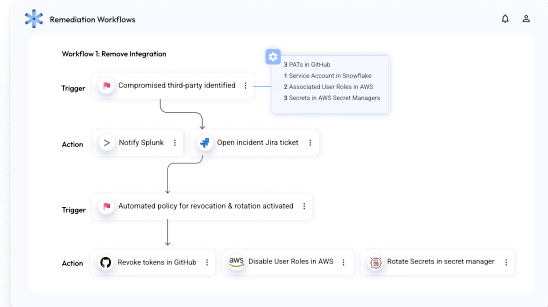 Remediation Workflows
Workflow 1: Remove Integration
3 PATs in GitHub
1 Service Account in Snowflake
2 Associated User Roles in AWS
3 Secrets in AWS Secret Managers
Trigger
Compromised third-party identified
Action
Notify Splunk
Open incident Jira ticket
Trigger
Automated policy for revocation & rotation activated
Action
Revoke tokens in GitHub
aws
Disable User Roles in AWS
Rotate Secrets in secret manager